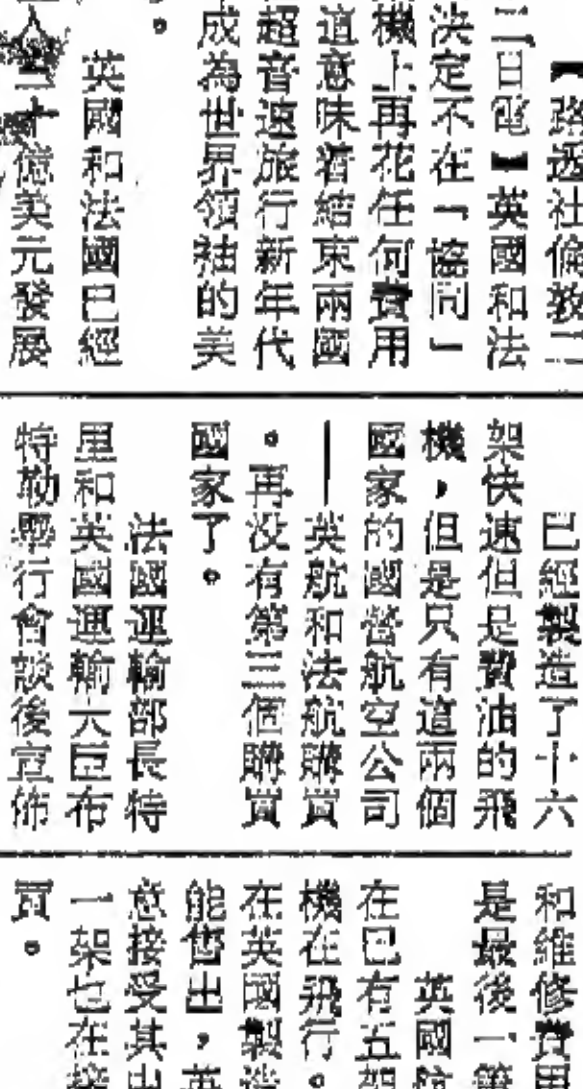 【路透社倫敦二
二日電】英國和法
決定不在「協同」
機上再花任何費用
這意味着結束兩國
超音速旅行新年代
成為世界領袖的美
。
英國和法國已經
十億美元發展
已經製造了十六
架快速但是費油的飛
機，但是只有這兩個
國家的國營航空公司
——英航和法航購買
。再沒有第三個購買
國家了。
法國運輸部長特
里和英國運輸大臣布
特勒舉行會談後宣佈
和維修費用
是最後一筆
英國航
在已有五架
機在飛行。
在英國製造
能售出，英
意接受其出
一架也在接
買。